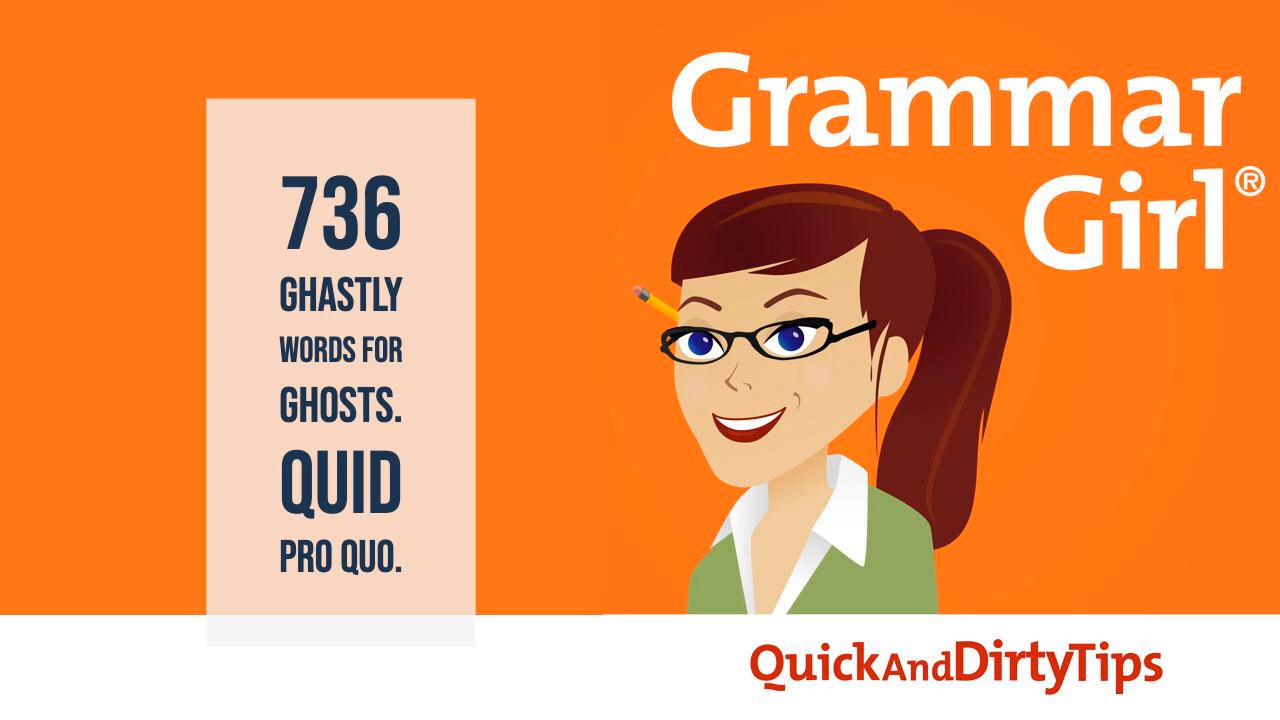 736
GHASTLY
WORDS FOR
GHOSTS.
QUID
PRO QUO.
Grammar
Girl®
QuickAndDirtyTips